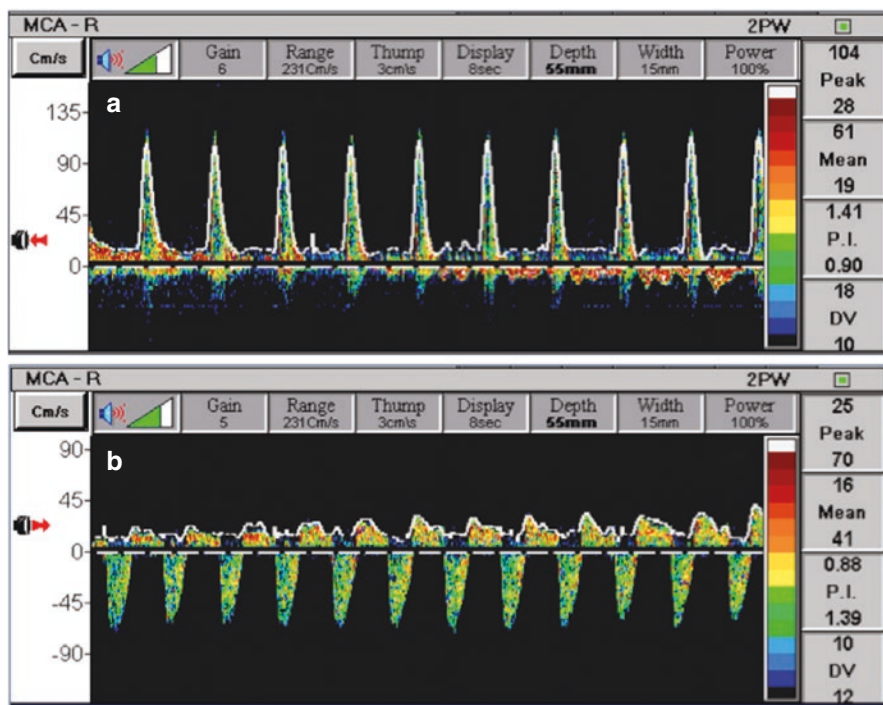 MCA - R 2PW
Cm/s Gain Range Thump Display Depth Width Power
6 231Cm/s 3cm\s 8sec 55mm 15mm 100%
104
Peak
28
61
Mean
19
1.41
P.I.
0.90
18
DV
10
a
135
90
45
0
MCA - R 2PW
Cm/s Gain Range Thump Display Depth Width Power
5 231Cm/s 3cm\s 8sec 55mm 15mm 100%
25
Peak
70
16
Mean
41
0.88
P.I.
1.39
10
DV
12
b
90
45
0
-45
-90